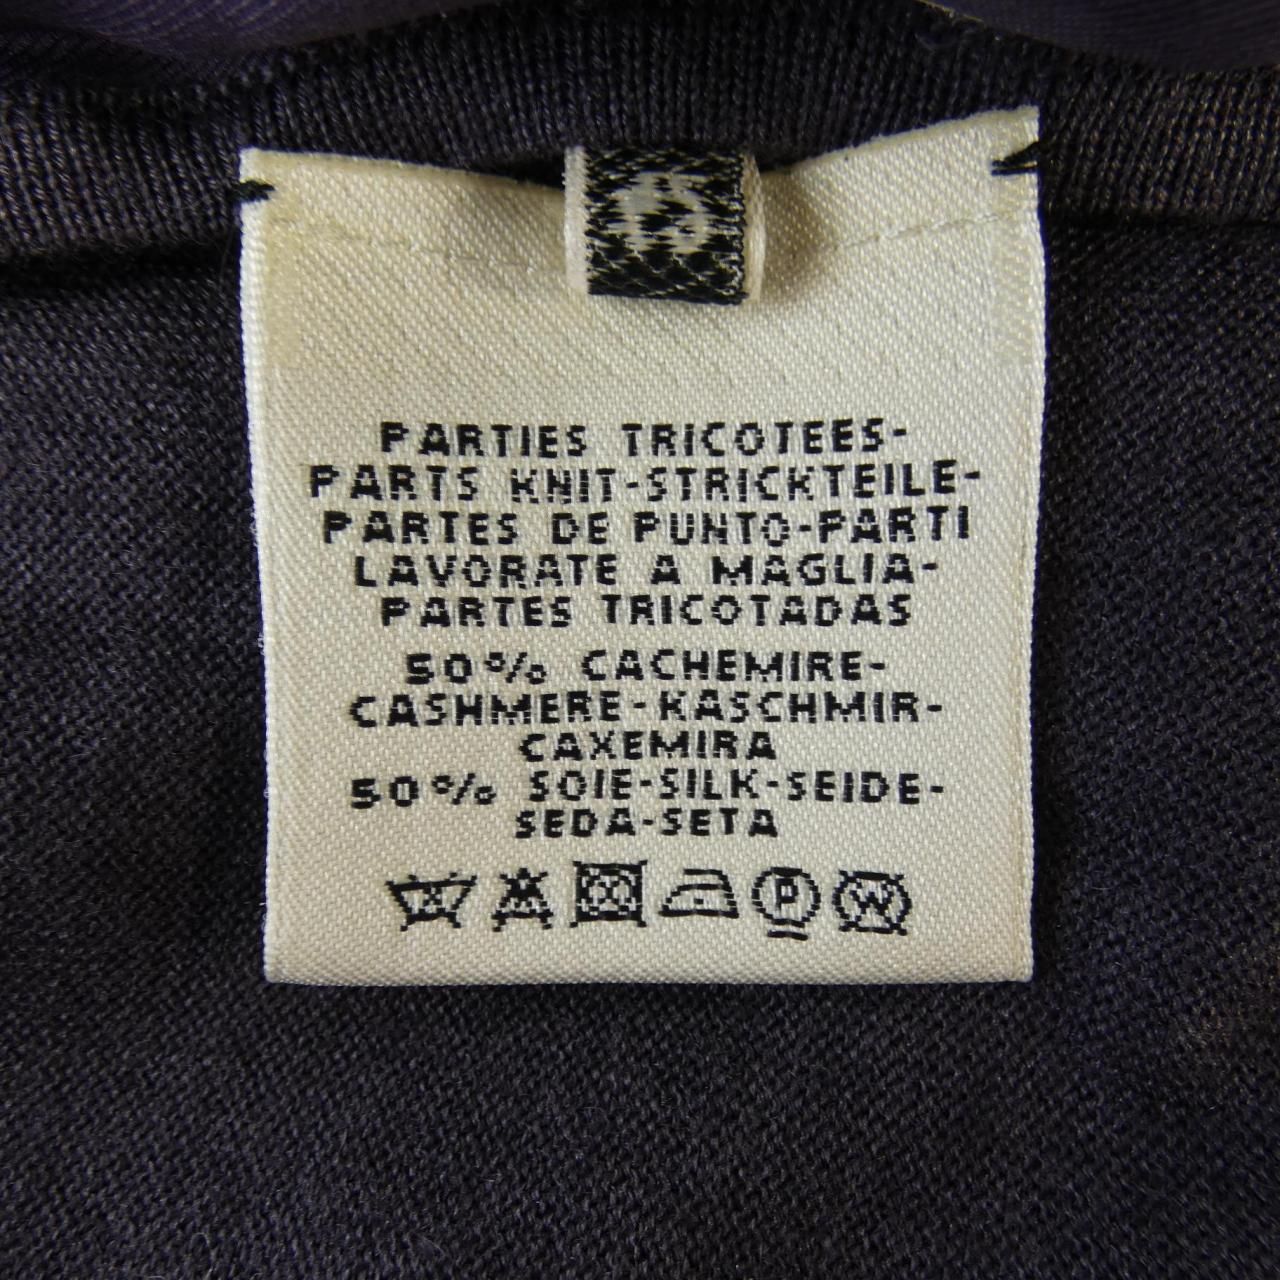 PARTIES TRICOTEES-
PARTS KNIT-STRICKTEILE-
PARTES DE PUNTO-PARTI
LAVORATE A MAGLIA-
PARTES TRICOTADAS
50% CACHEMIRE-
CASHMERE-KASCHMIR-
CAXEMIRA
50% SOIE-SILK-SEIDE-
SEDA-SETA
P W